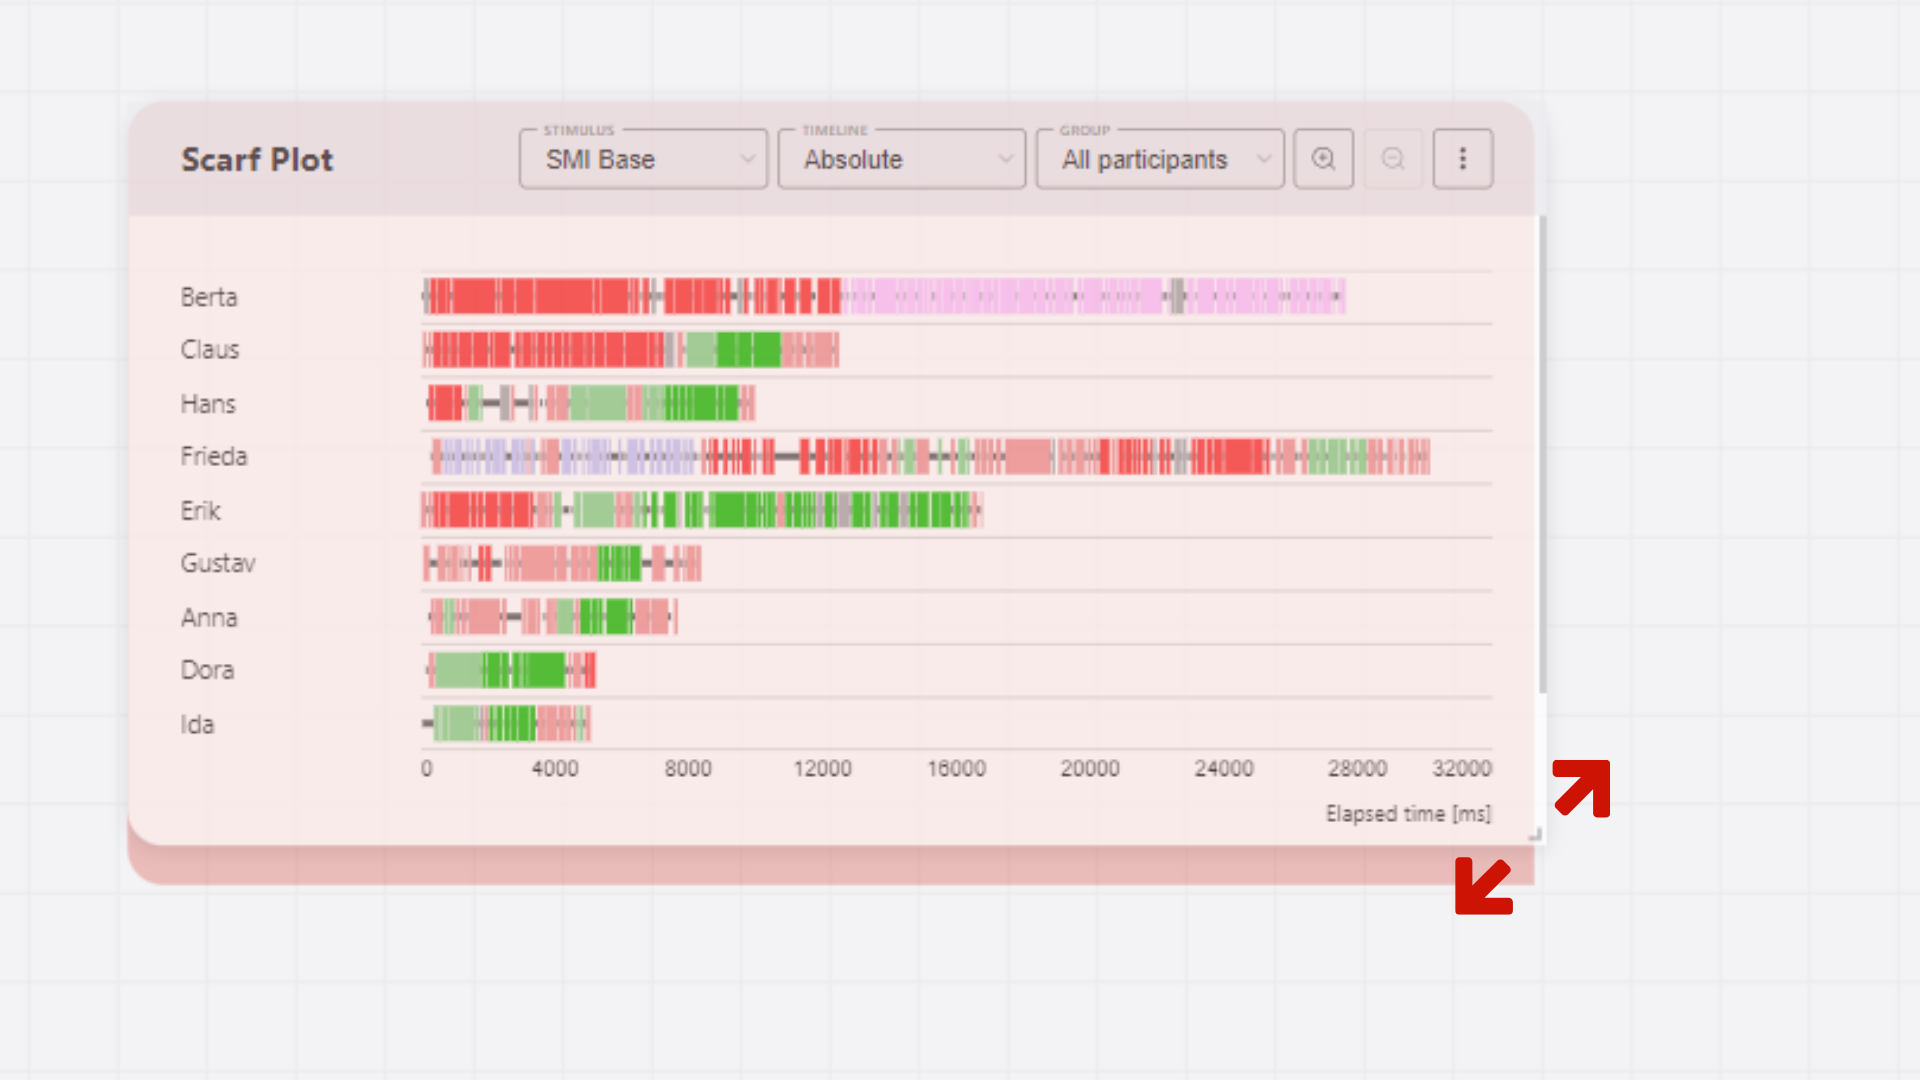 Scarf Plot
STIMULUS
SMI Base
TIMELINE
Absolute
GROUP
All participants
Berta
Claus
Hans
Frieda
Erik
Gustav
Anna
Dora
Ida
0 4000 8000 12000 16000 20000 24000 28000 32000
Elapsed time [ms]